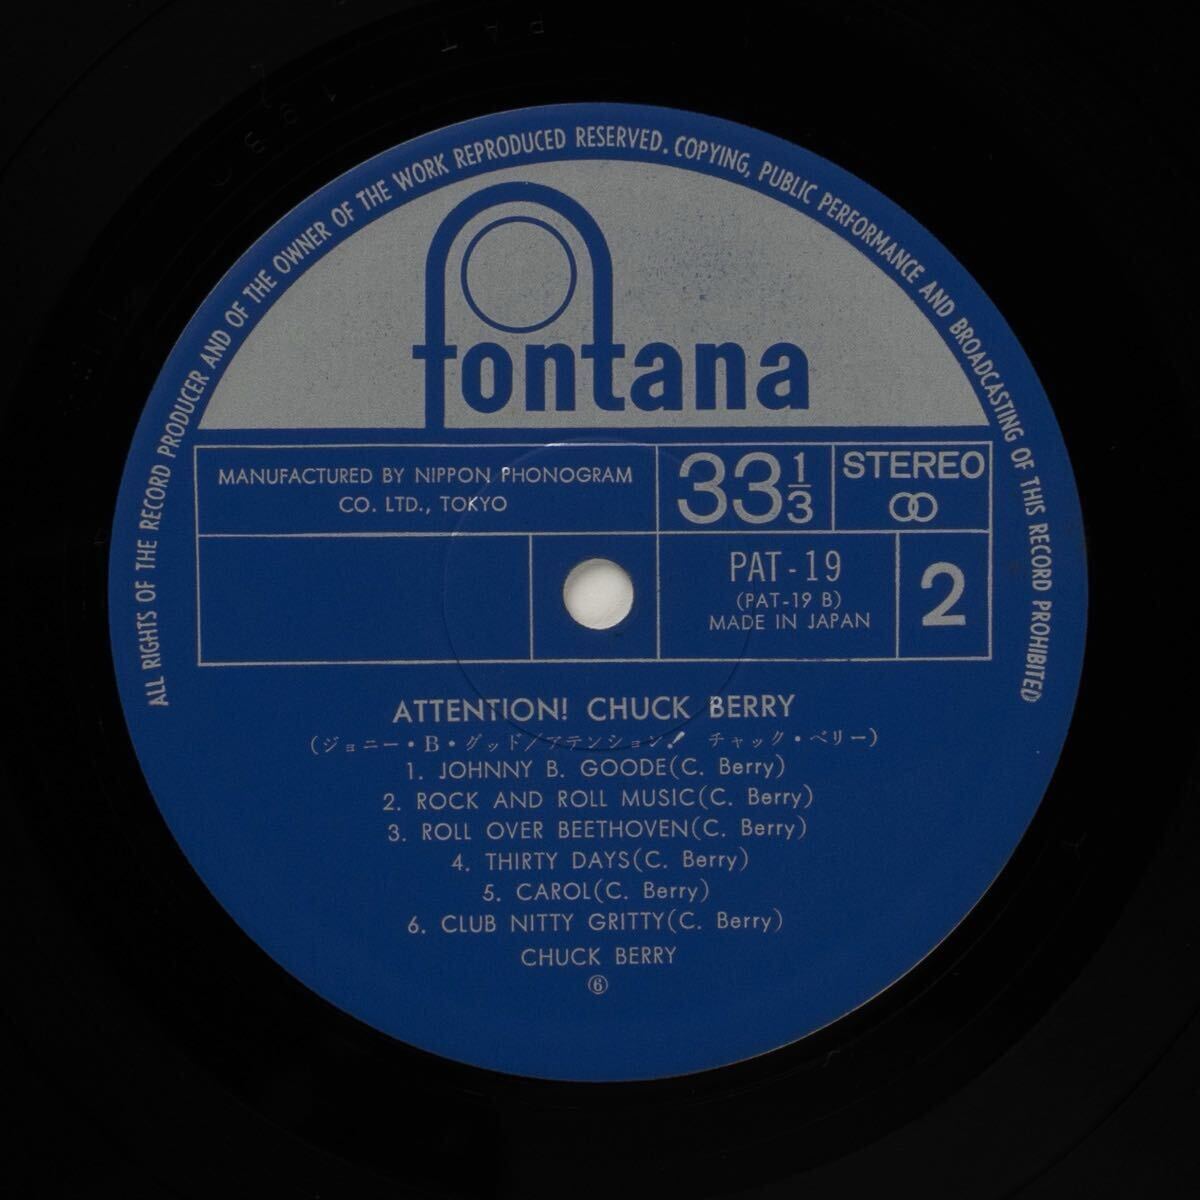 ALL RIGHTS OF THE RECORD PRODUCER AND OF THE OWNER OF THE WORK REPRODUCED RESERVED. COPYING, PUBLIC PERFORMANCE AND BROADCASTING OF THIS RECORD PROHIBITED
fontana
MANUFACTURED BY NIPPON PHONOGRAM
CO. LTD., TOKYO
33 1/3
STEREO
PAT-19
(PAT-19 B)
MADE IN JAPAN
2
ATTENTION! CHUCK BERRY
(ジョニー・B・グッド/アテンション! チャック・ベリー)
1. JOHNNY B. GOODE(C. Berry)
2. ROCK AND ROLL MUSIC(C. Berry)
3. ROLL OVER BEETHOVEN(C. Berry)
4. THIRTY DAYS(C. Berry)
5. CAROL(C. Berry)
6. CLUB NITTY GRITTY(C. Berry)
CHUCK BERRY
⑥